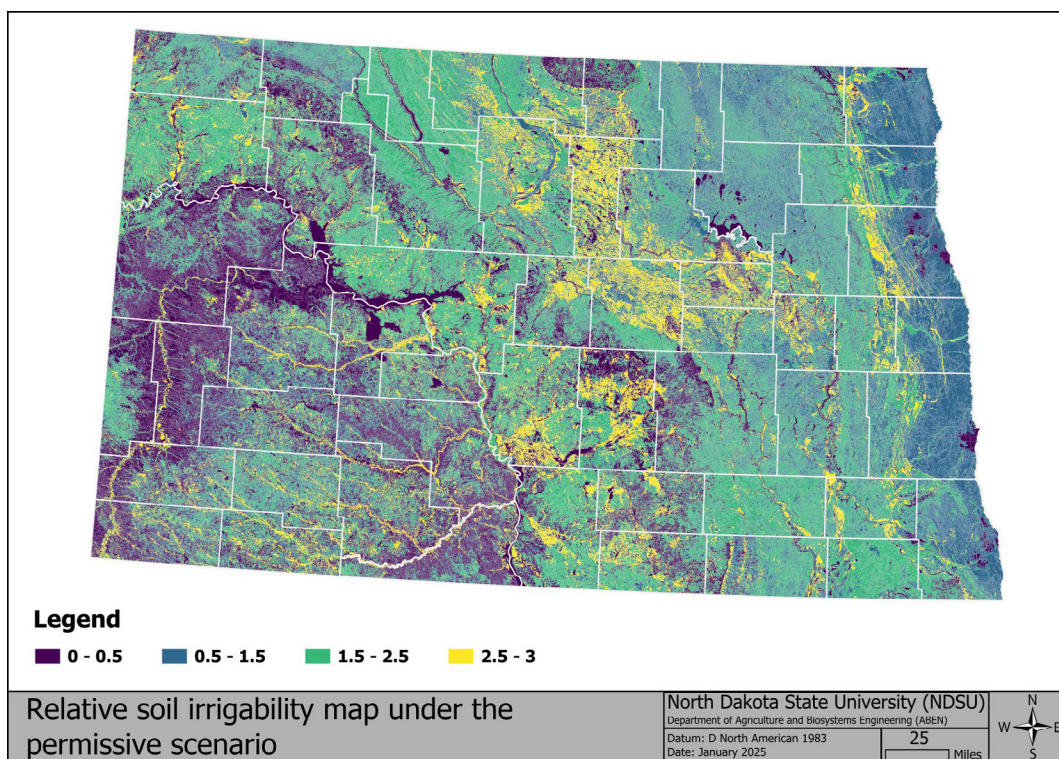 Legend
0 - 0.5 0.5 - 1.5 1.5 - 2.5 2.5 - 3
Relative soil irrigability map under the
permissive scenario
North Dakota State University (NDSU)
Department of Agriculture and Biosystems Engineering (ABEN)
Datum: D North American 1983
Date: January 2025
25
Miles
N
W E
S